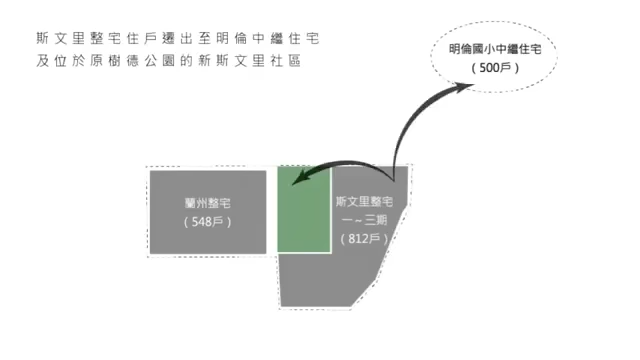 斯文里整宅住戶遷出至明倫中繼住宅
及位於原樹德公園的新斯文里社區
明倫國小中繼住宅
（500戶）
蘭州整宅
（548戶）
斯文里整宅
一～三期
（812戶）